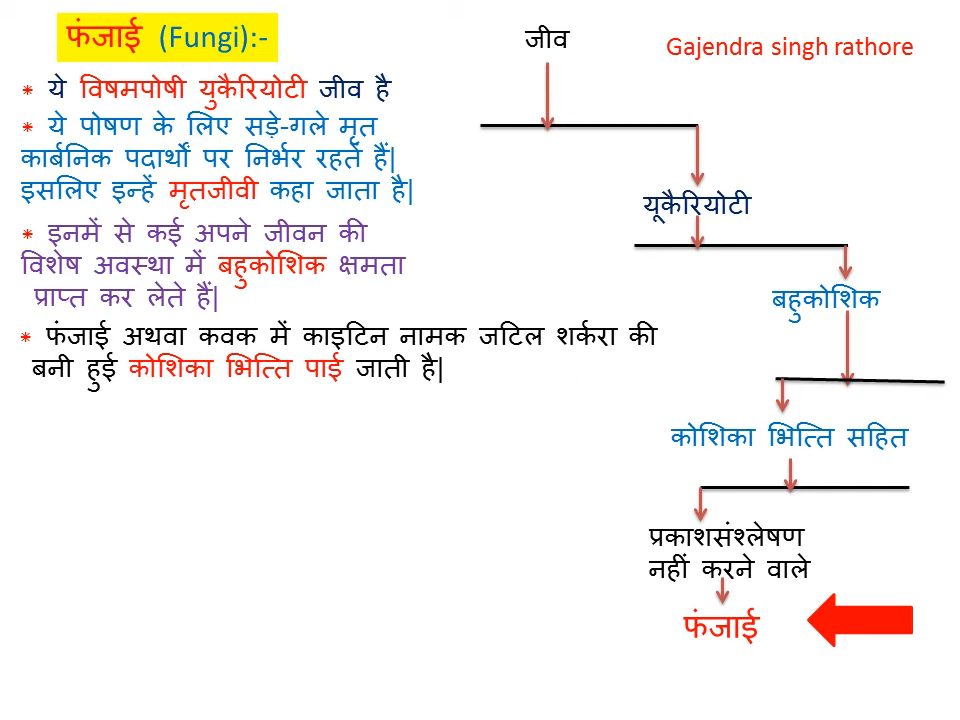 फंजाई (Fungi):-
* ये विषमपोषी युकैरियोटी जीव है
* ये पोषण के लिए सड़े-गले मृत
कार्बनिक पदार्थों पर निर्भर रहते हैं|
इसलिए इन्हें मृतजीवी कहा जाता है|
* इनमें से कई अपने जीवन की
विशेष अवस्था में बहुकोशिक क्षमता
प्राप्त कर लेते हैं|
* फंजाई अथवा कवक में काइटिन नामक जटिल शर्करा की
बनी हुई कोशिका भित्ति पाई जाती है|
जीव
Gajendra singh rathore
यूकैरियोटी
बहुकोशिक
कोशिका भित्ति सहित
प्रकाशसंश्लेषण
नहीं करने वाले
फंजाई